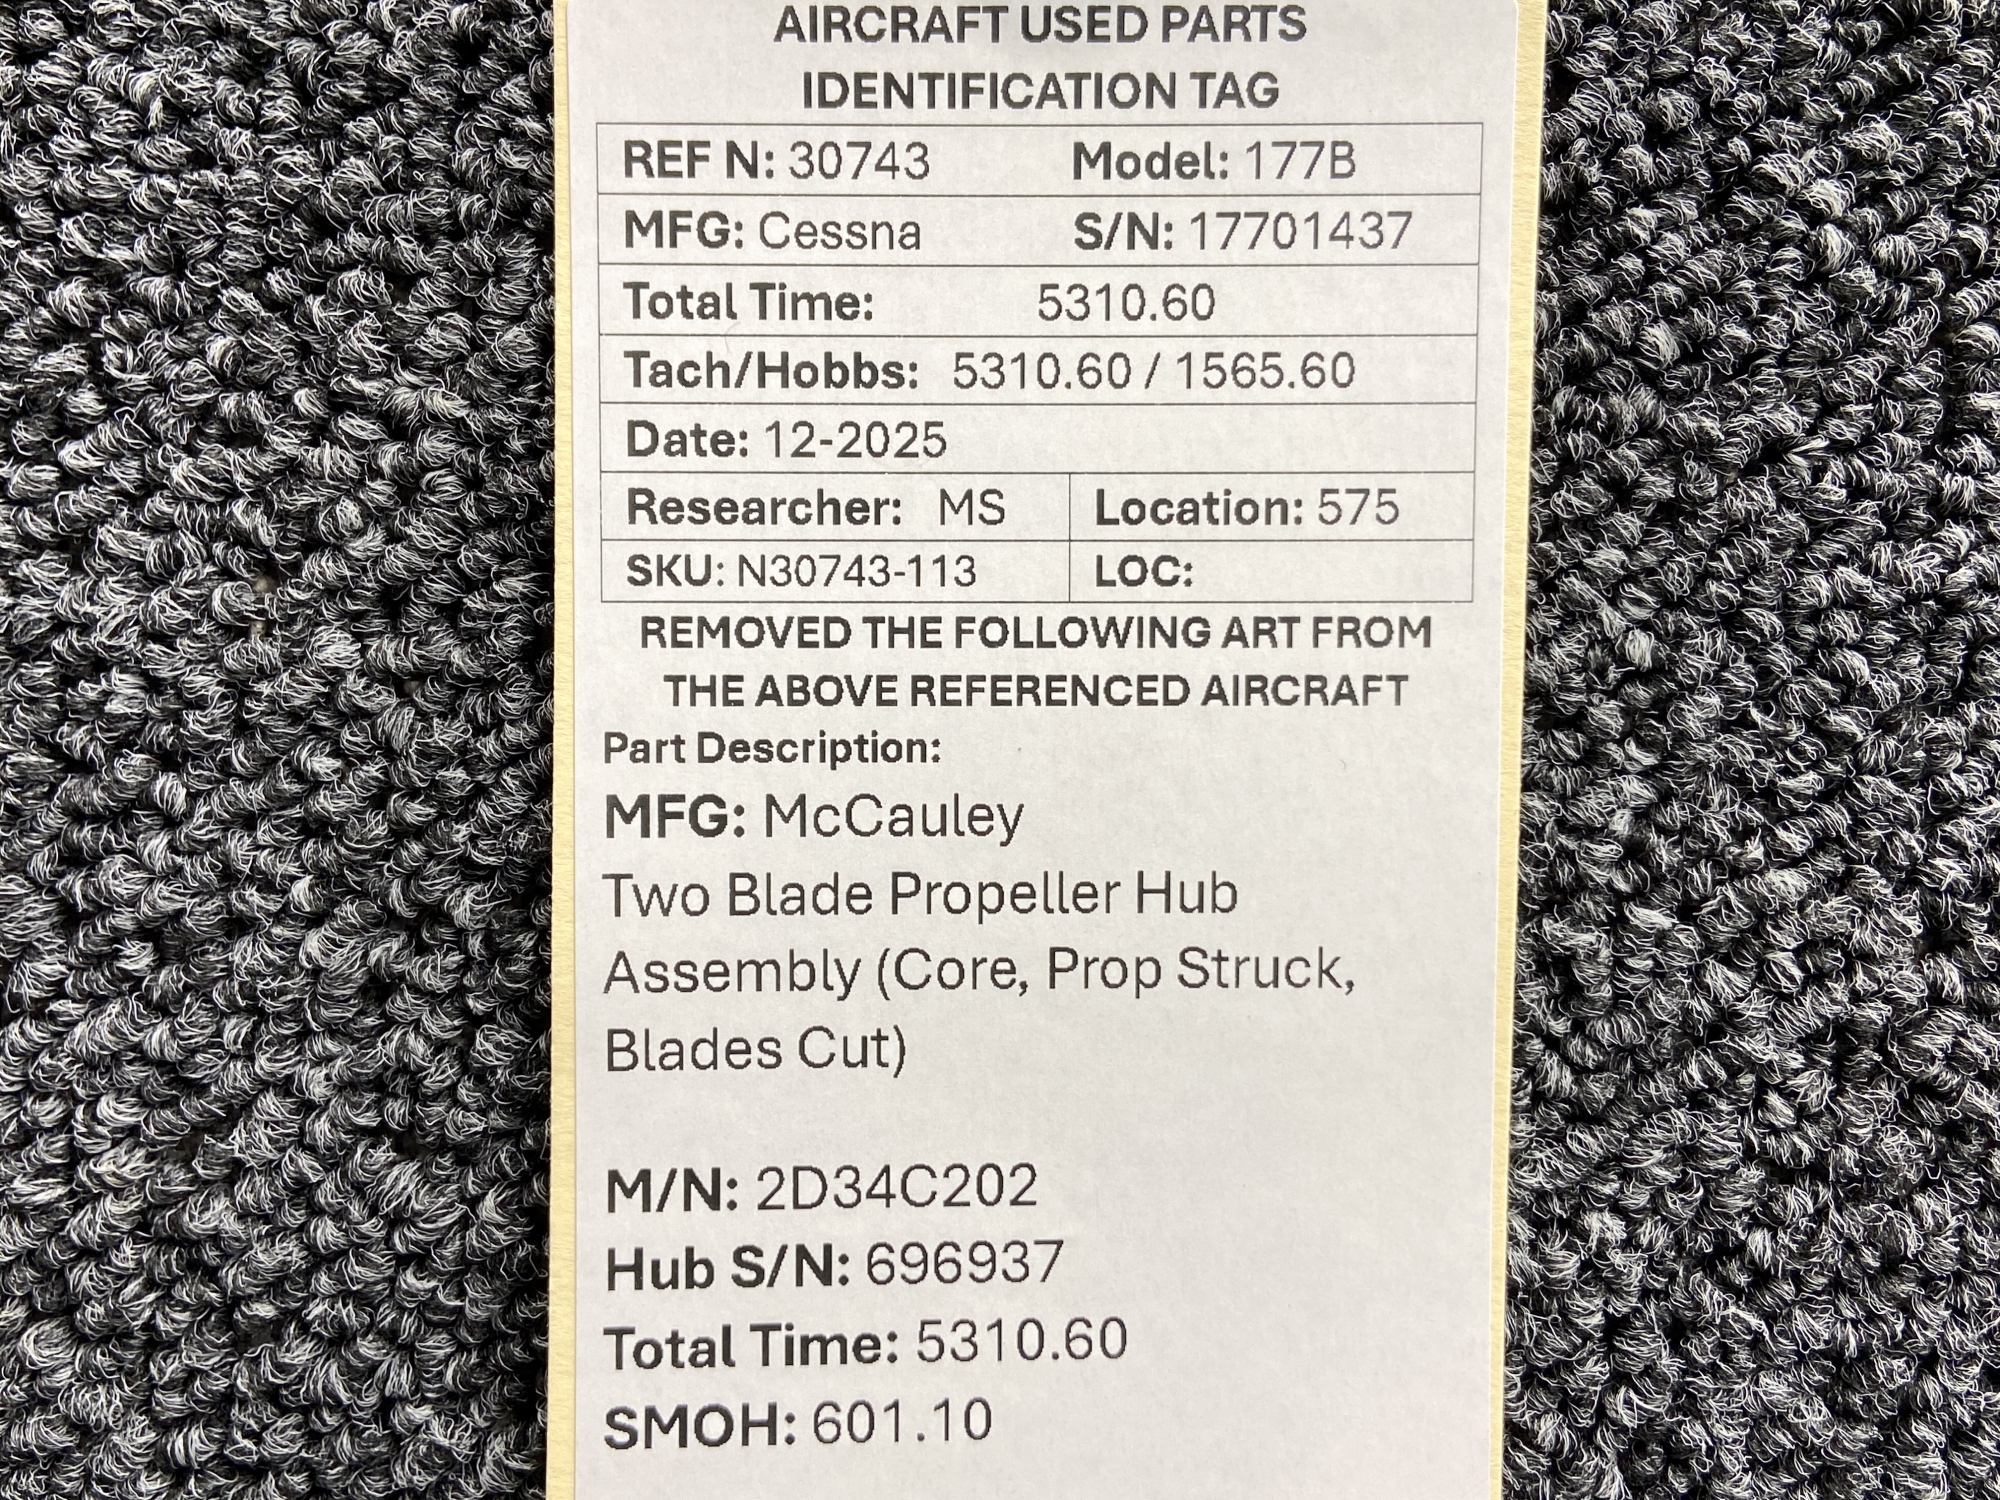 AIRCRAFT USED PARTS
IDENTIFICATION TAG
REF N: 30743 Model: 177B
MFG: Cessna S/N: 17701437
Total Time: 5310.60
Tach/Hobbs: 5310.60 / 1565.60
Date: 12-2025
Researcher: MS Location: 575
SKU: N30743-113 LOC:
REMOVED THE FOLLOWING ART FROM
THE ABOVE REFERENCED AIRCRAFT
Part Description:
MFG: McCauley
Two Blade Propeller Hub
Assembly (Core, Prop Struck,
Blades Cut)
M/N: 2D34C202
Hub S/N: 696937
Total Time: 5310.60
SMOH: 601.10